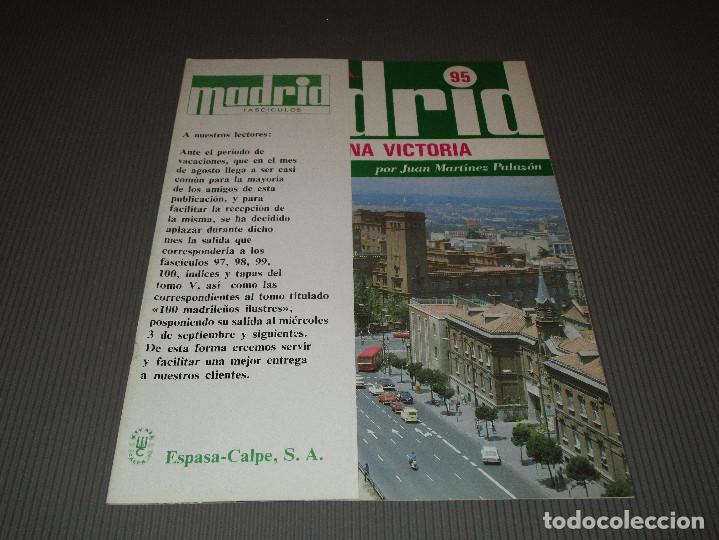 madrid
FASCICULOS
A nuestros lectores:
Ante el período de
vacaciones, que en el mes
de agosto llega a ser casi
común para la mayoría
de los amigos de esta
publicación, y para
facilitar la recepción de
la misma, se ha decidido
aplazar durante dicho
mes la salida que
correspondería a los
fascículos 97, 98, 99,
100, índices y tapas del
tomo V, así como las
correspondientes al tomo titulado
«100 madrileños ilustres»,
posponiendo su salida al miércoles
3 de septiembre y siguientes.
De esta forma creemos servir
y facilitar una mejor entrega
a nuestros clientes.
Espasa-Calpe, S. A.
95
drid
NA VICTORIA
por Juan Martínez Palazón
todocoleccion
todocoleccion.net